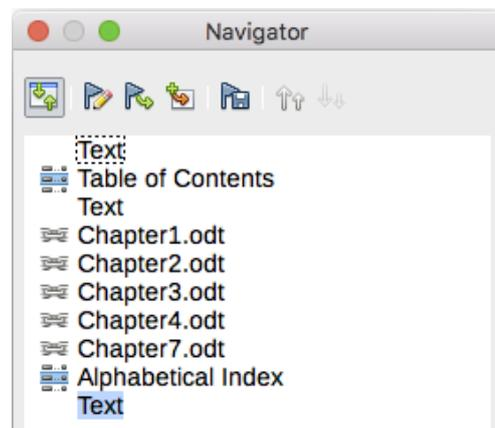 Navigator
Text
Table of Contents
Text
Chapter1.odt
Chapter2.odt
Chapter3.odt
Chapter4.odt
Chapter7.odt
Alphabetical Index
Text